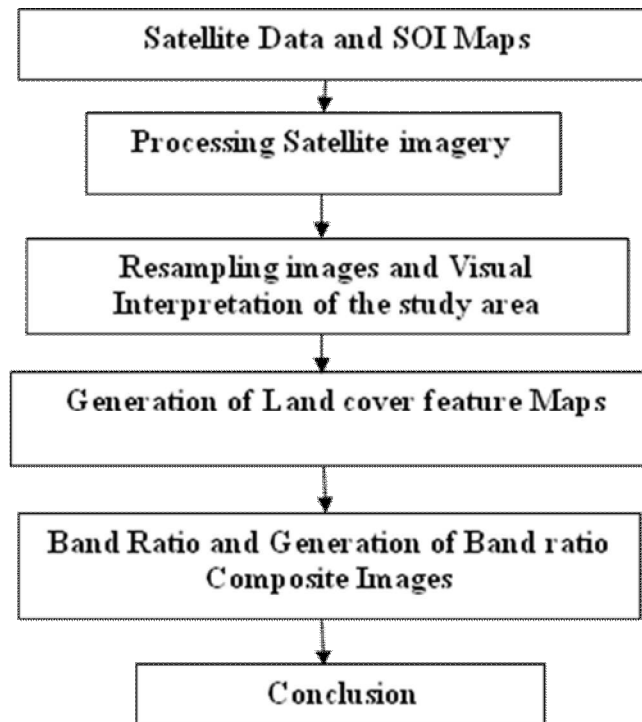 Satellite Data and SOI Maps
Processing Satellite imagery
Resampling images and Visual
Interpretation of the study area
Generation of Land cover feature Maps
Band Ratio and Generation of Band ratio
Composite Images
Conclusion